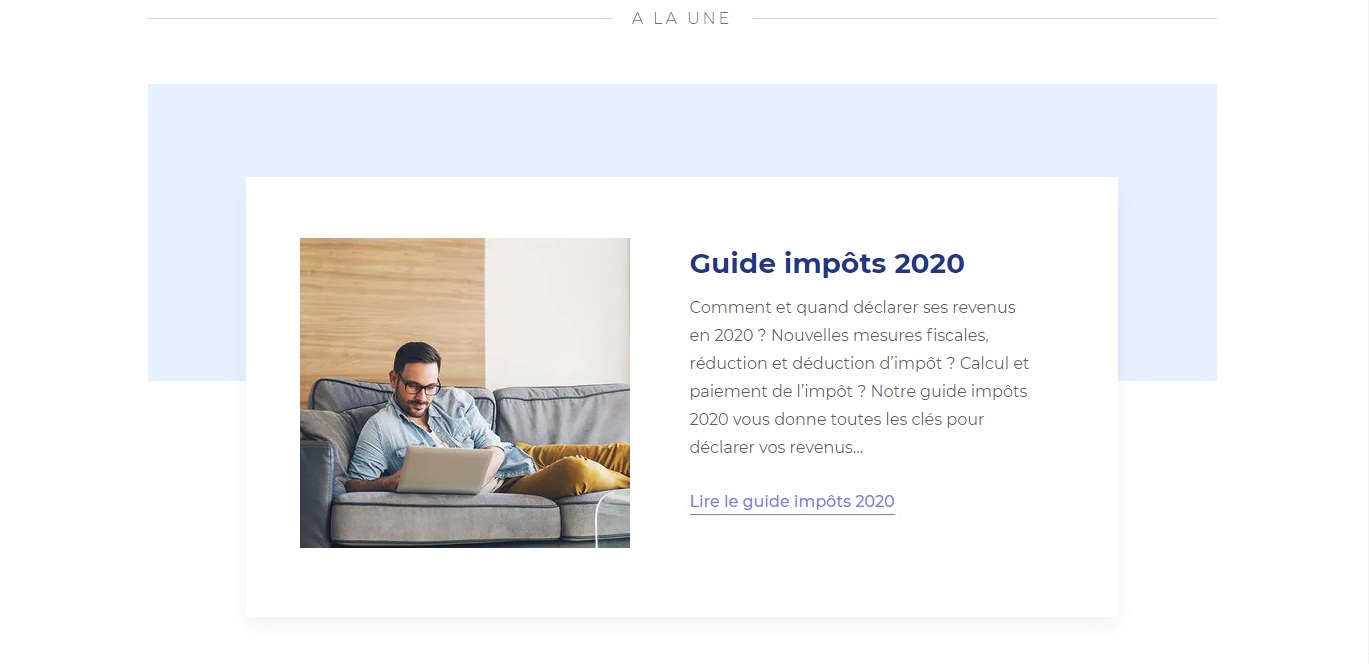 A LA UNE
Guide impôts 2020
Comment et quand déclarer ses revenus
en 2020 ? Nouvelles mesures fiscales,
réduction et déduction d’impôt ? Calcul et
paiement de l’impôt ? Notre guide impôts
2020 vous donne toutes les clés pour
déclarer vos revenus...
Lire le guide impôts 2020